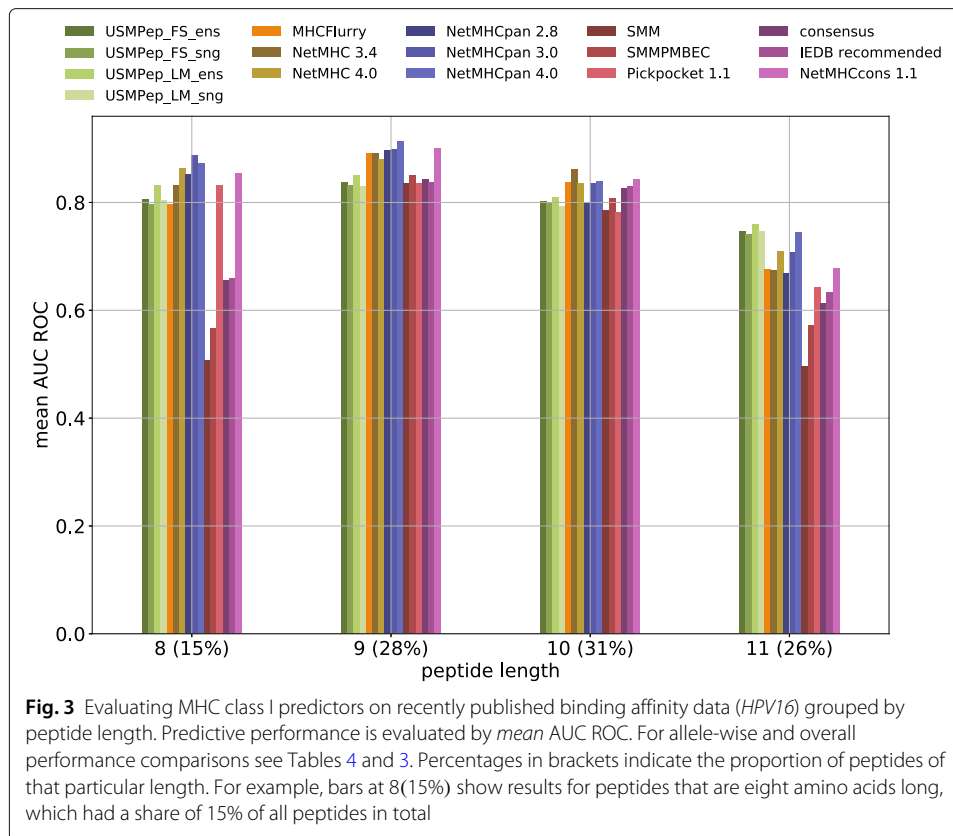 USMPep_FS_ens
USMPep_FS_sng
USMPep_LM_ens
USMPep_LM_sng
MHCFlurry
NetMHC 3.4
NetMHC 4.0
NetMHCpan 2.8
NetMHCpan 3.0
NetMHCpan 4.0
SMM
SMMPMBEC
Pickpocket 1.1
consensus
IEDB recommended
NetMHCcons 1.1
mean AUC ROC
0.8
0.6
0.4
0.2
0.0
8 (15%) 9 (28%) 10 (31%) 11 (26%)
peptide length
Fig. 3 Evaluating MHC class I predictors on recently published binding affinity data (HPV16) grouped by
peptide length. Predictive performance is evaluated by mean AUC ROC. For allele-wise and overall
performance comparisons see Tables 4 and 3. Percentages in brackets indicate the proportion of peptides of
that particular length. For example, bars at 8(15%) show results for peptides that are eight amino acids long,
which had a share of 15% of all peptides in total